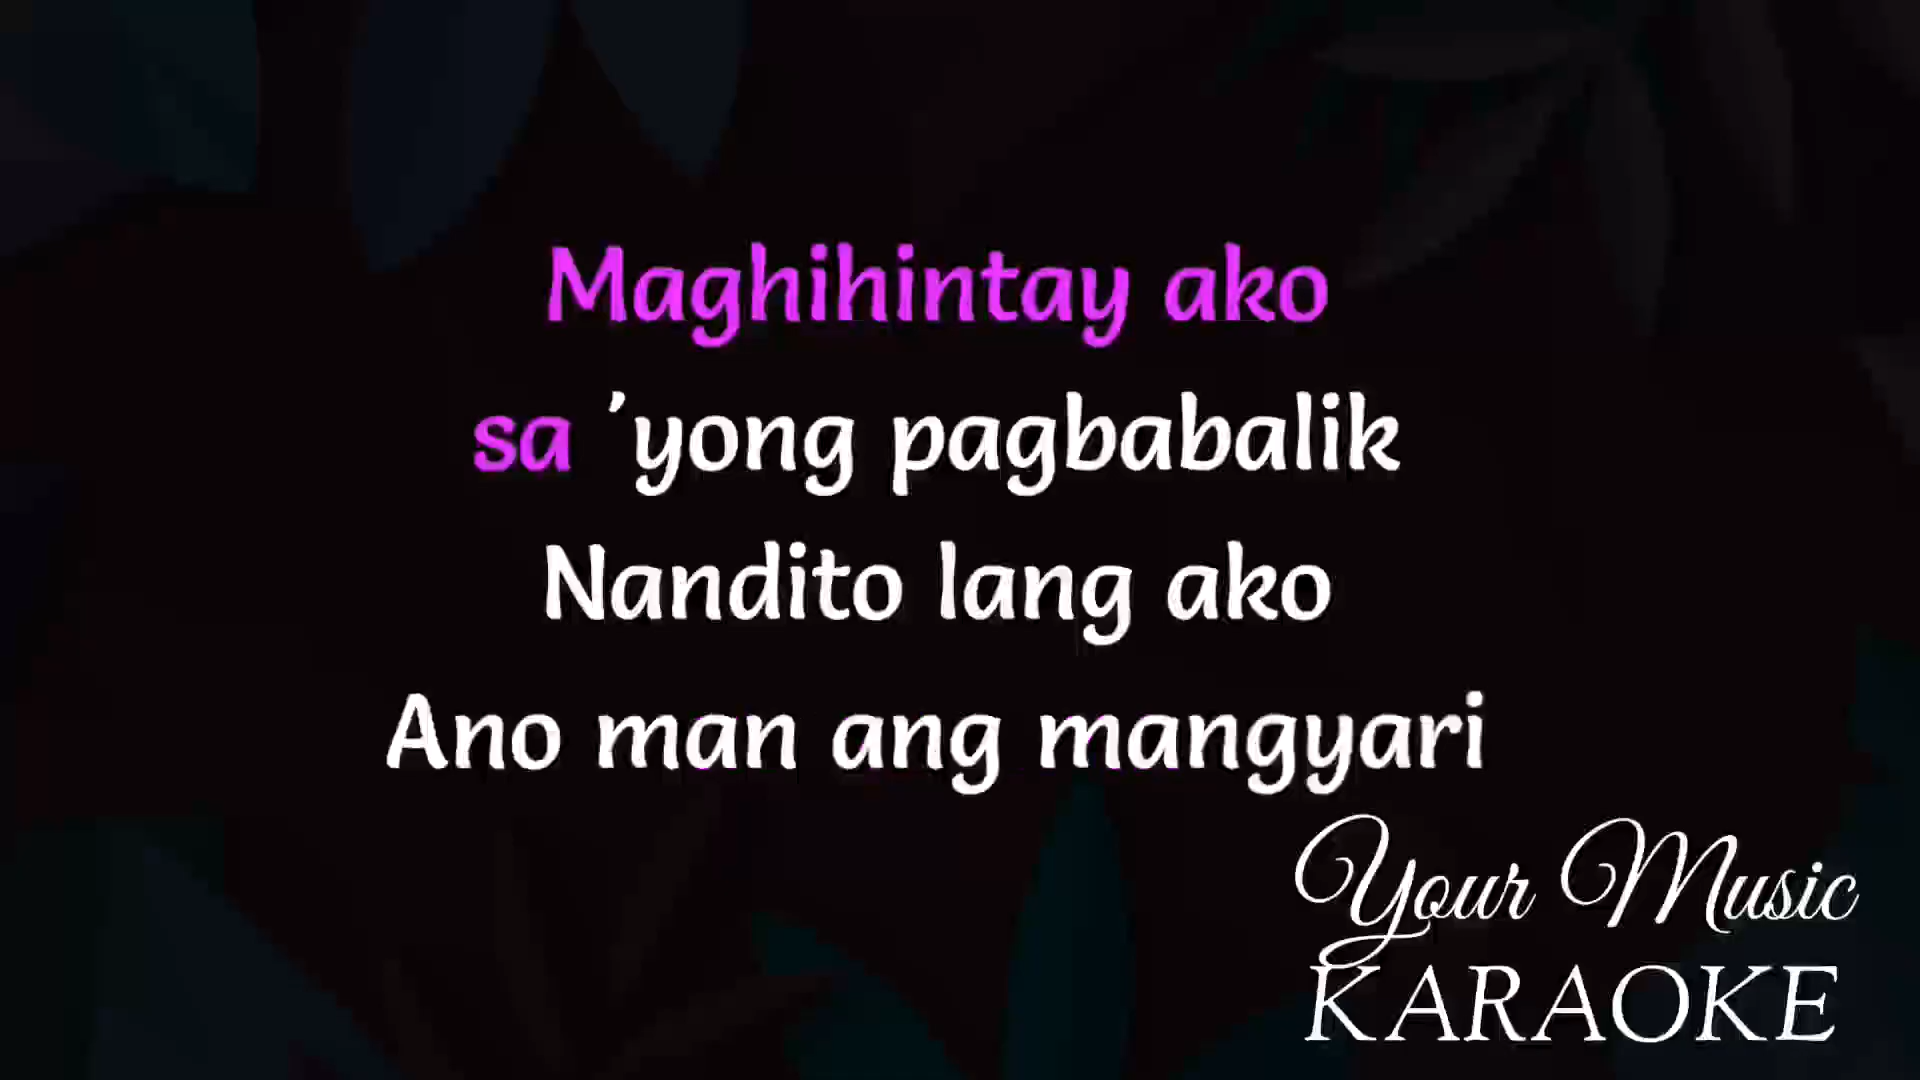 Maghihintay ako
sa 'yong pagbabalik
Nandito lang ako
Ano man ang mangyari
Your Music
KARAOKE